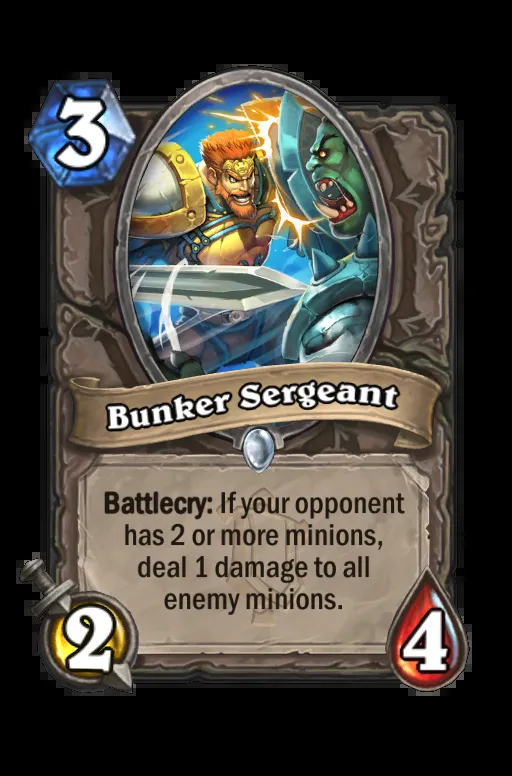 3
Bunker Sergeant
Battlecry: If your opponent
has 2 or more minions,
deal 1 damage to all
enemy minions.
2
4